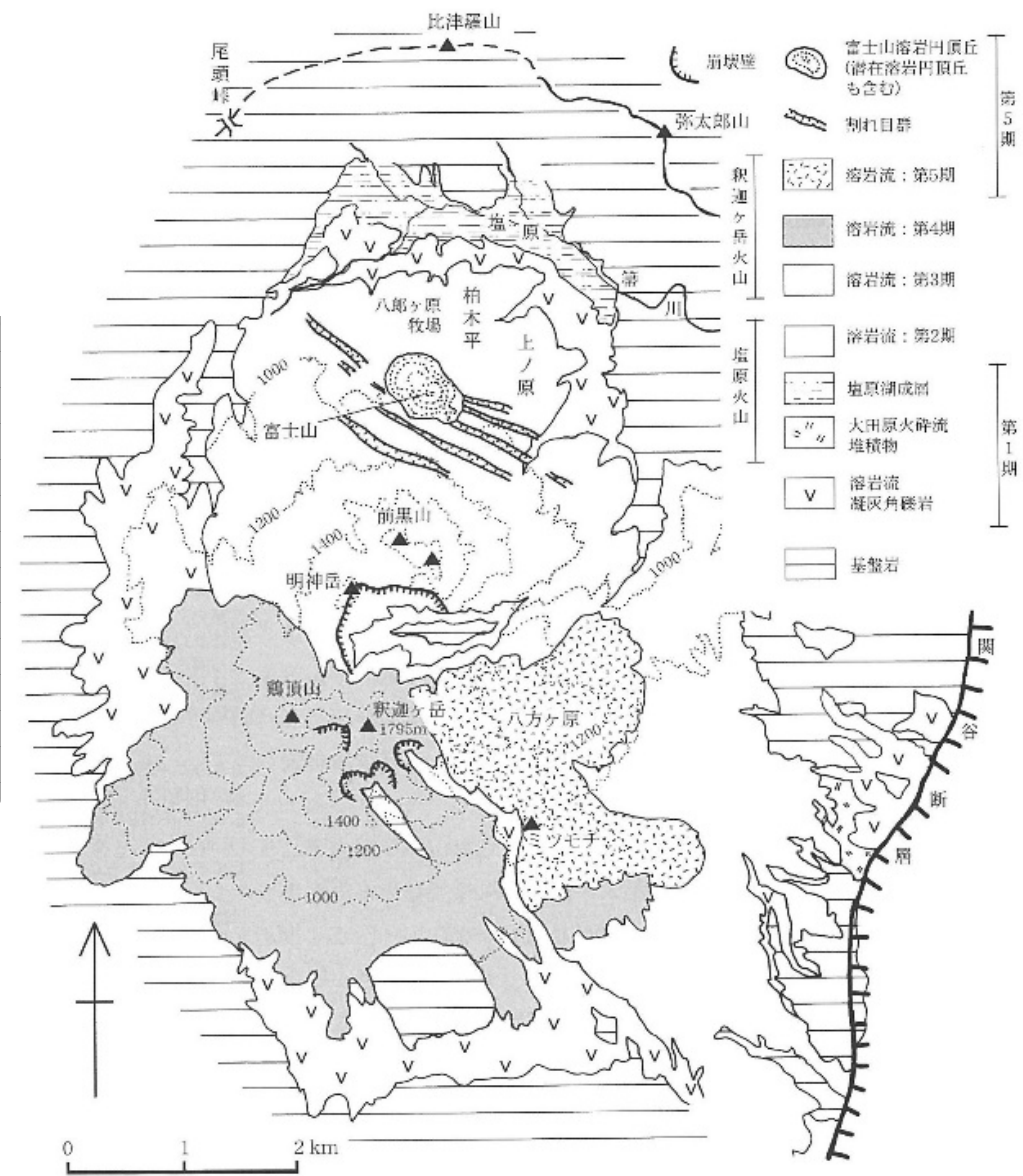 比津羅山
尾頭峠
弥太郎山
崩壊壁
富士山溶岩円頂丘
(潜在溶岩円頂丘
も含む)
割れ目群
溶岩流：第5期
第5期
溶岩流：第4期
溶岩流：第3期
釈迦ヶ岳火山
溶岩流：第2期
塩原湖成層
大田原火砕流
堆積物
溶岩流
凝灰角礫岩
第1期
塩原火山
基盤岩
塩ノ原
箒川
八郎ヶ原
牧場
柏木平
上ノ原
1000
富士山
1200
前黒山
1400
明神岳
1000
鶏頂山
釈迦ヶ岳
1795m
八方ヶ原
1200
ミツモチ
1400
1200
1000
関谷断層
0
1
2 km